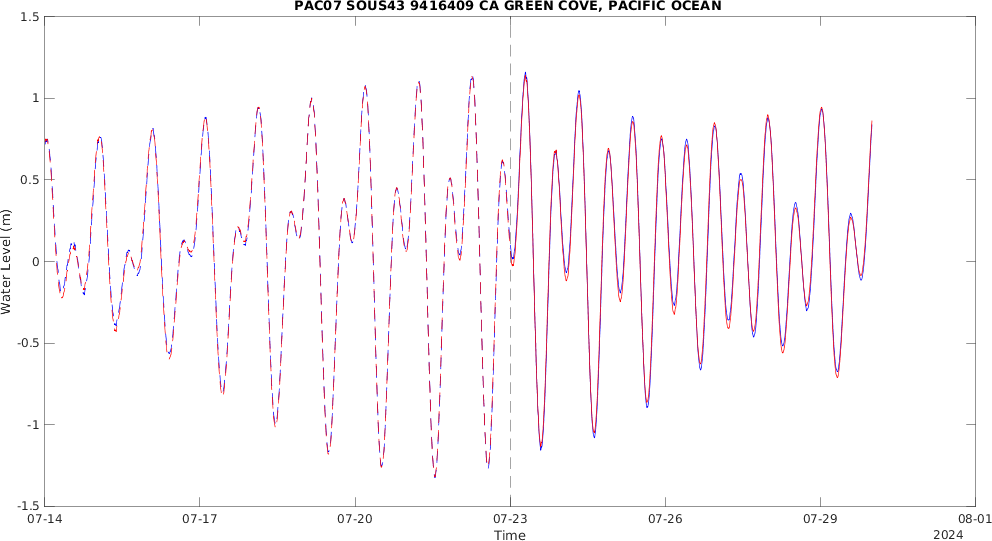 PAC07 SOUS43 9416409 CA GREEN COVE, PACIFIC OCEAN
1.5
1
0.5
0
-0.5
-1
-1.5
Water Level (m)
07-14 07-17 07-20 07-23 07-26 07-29 08-01
Time
2024